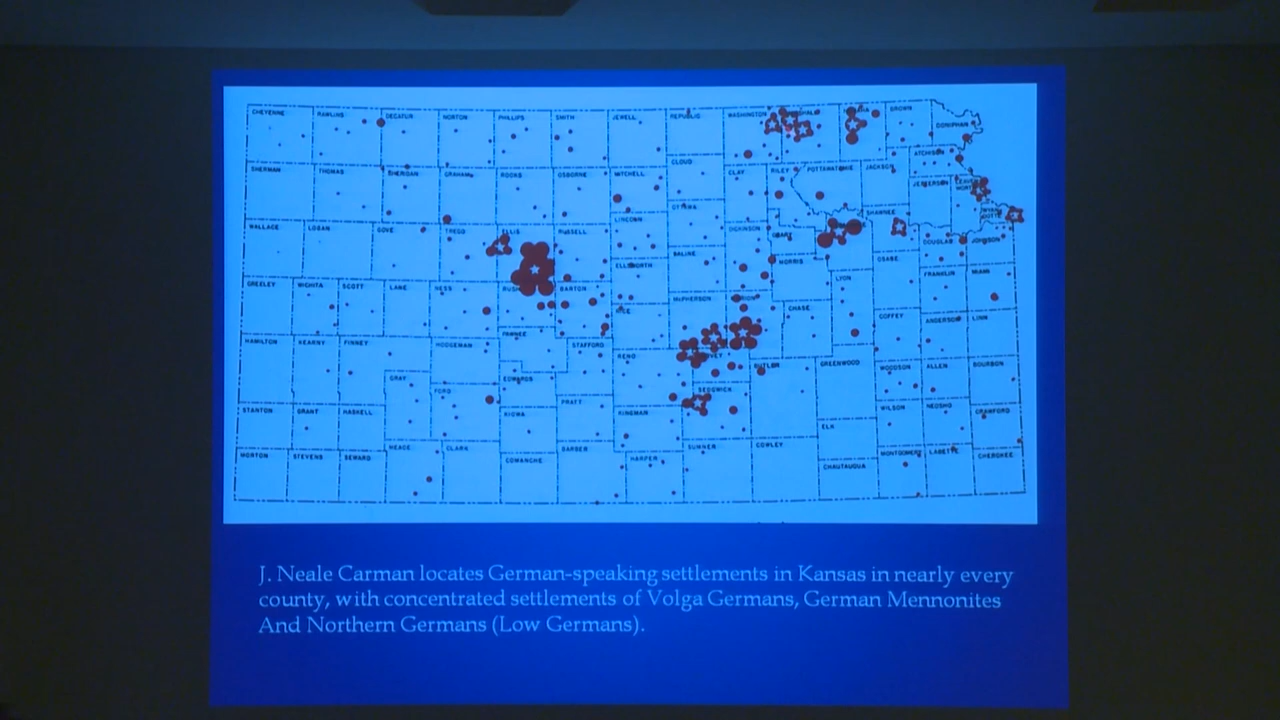 CHEYENNE RAWLINS DECATUR NORTON PHILLIPS SMITH JEWELL REPUBLIC WASHINGTON BROWN
DONIPHAN
SHERMAN THOMAS SHERIDAN GRAHAM ROOKS OSBORNE MITCHELL CLOUD CLAY RILEY POTTAWATOMIE JACKSON ATCHISON
JEFFERSON
OTTAWA
LINCOLN
SHAWNEE
WALLACE LOGAN GOVE TREGO ELLIS RUSSELL DICKINSON GEARY DOUGLAS JOHNSON
SALINE
ELLSWORTH MORRIS OSAGE
FRANKLIN MIAMI
GREELEY WICHITA SCOTT LANE NESS RUSH BARTON McPHERSON LYON
CHASE
RICE COFFEY ANDERSON LINN
HAMILTON KEARNY FINNEY HODGEMAN PAWNEE STAFFORD RENO
BUTLER GREENWOOD WOODSON ALLEN BOURBON
GRAY FORD EDWARDS SEDGWICK
STANTON GRANT HASKELL KIOWA PRATT KINGMAN WILSON NEOSHO CRAWFORD
ELK
MORTON STEVENS SEWARD MEADE CLARK COMANCHE BARBER HARPER SUMNER COWLEY CHAUTAUQUA MONTGOMERY LABETTE CHEROKEE
J. Neale Carman locates German-speaking settlements in Kansas in nearly every
county, with concentrated settlements of Volga Germans, German Mennonites
And Northern Germans (Low Germans).